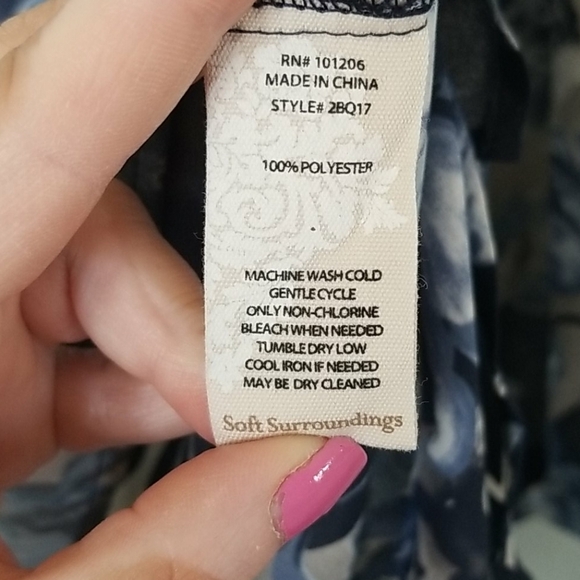 RN# 101206
MADE IN CHINA
STYLE# 2BQ17
100% POLYESTER
MACHINE WASH COLD
GENTLE CYCLE
ONLY NON-CHLORINE
BLEACH WHEN NEEDED
TUMBLE DRY LOW
COOL IRON IF NEEDED
MAY BE DRY CLEANED
Soft Surroundings